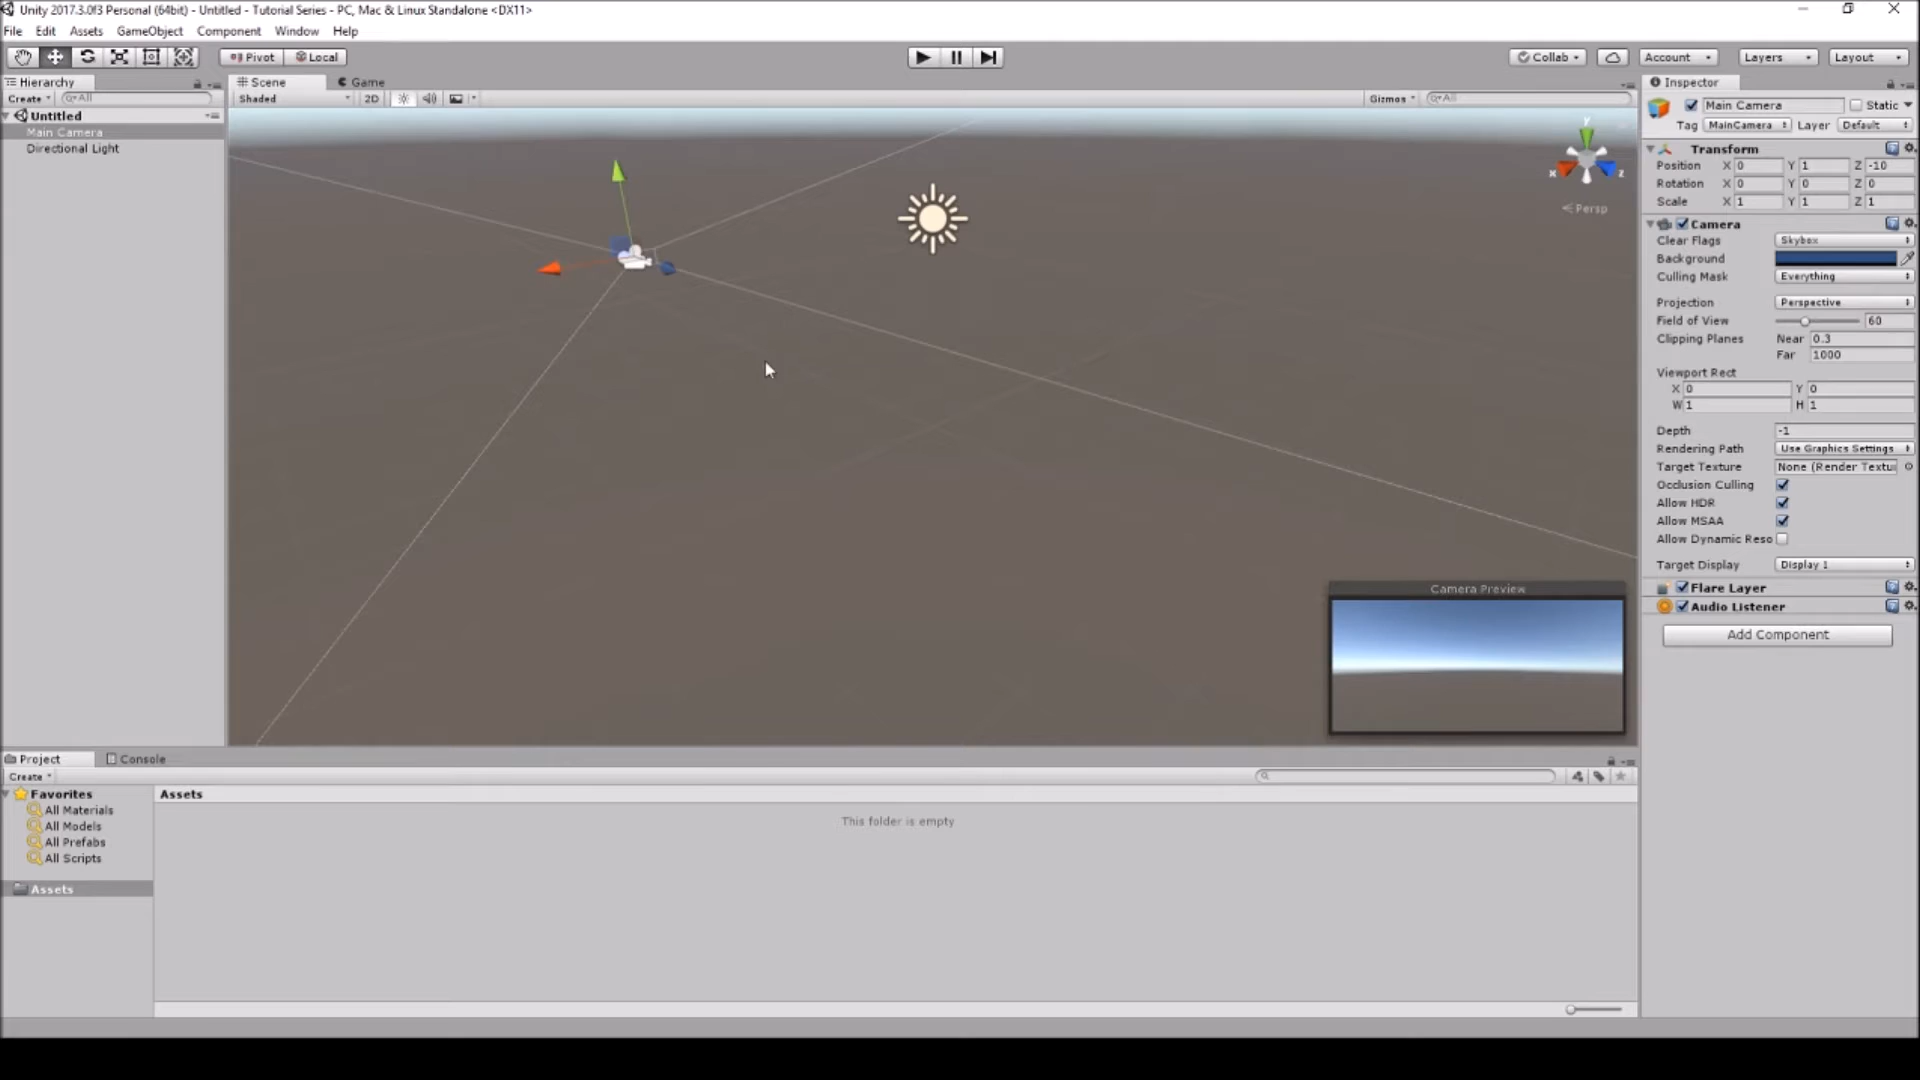 Unity 2017.3.0f3 Personal (64bit) - Untitled - Tutorial Series - PC, Mac & Linux Standalone <DX11>
File Edit Assets GameObject Component Window Help
Pivot Local Collab Account Layers Layout
Hierarchy
Create All
Untitled
Main Camera
Directional Light
Scene Game
Shaded 2D Gizmos All
y
x z
Persp
Camera Preview
Inspector
Main Camera Static
Tag MainCamera Layer Default
Transform
Position X 0 Y 1 Z -10
Rotation X 0 Y 0 Z 0
Scale X 1 Y 1 Z 1
Camera
Clear Flags Skybox
Background
Culling Mask Everything
Projection Perspective
Field of View 60
Clipping Planes Near 0.3
Far 1000
Viewport Rect
X 0 Y 0
W 1 H 1
Depth -1
Rendering Path Use Graphics Settings
Target Texture None (Render Textu
Occlusion Culling
Allow HDR
Allow MSAA
Allow Dynamic Reso
Target Display Display 1
Flare Layer
Audio Listener
Add Component
Project Console
Create
Favorites
All Materials
All Models
All Prefabs
All Scripts
Assets
Assets
This folder is empty